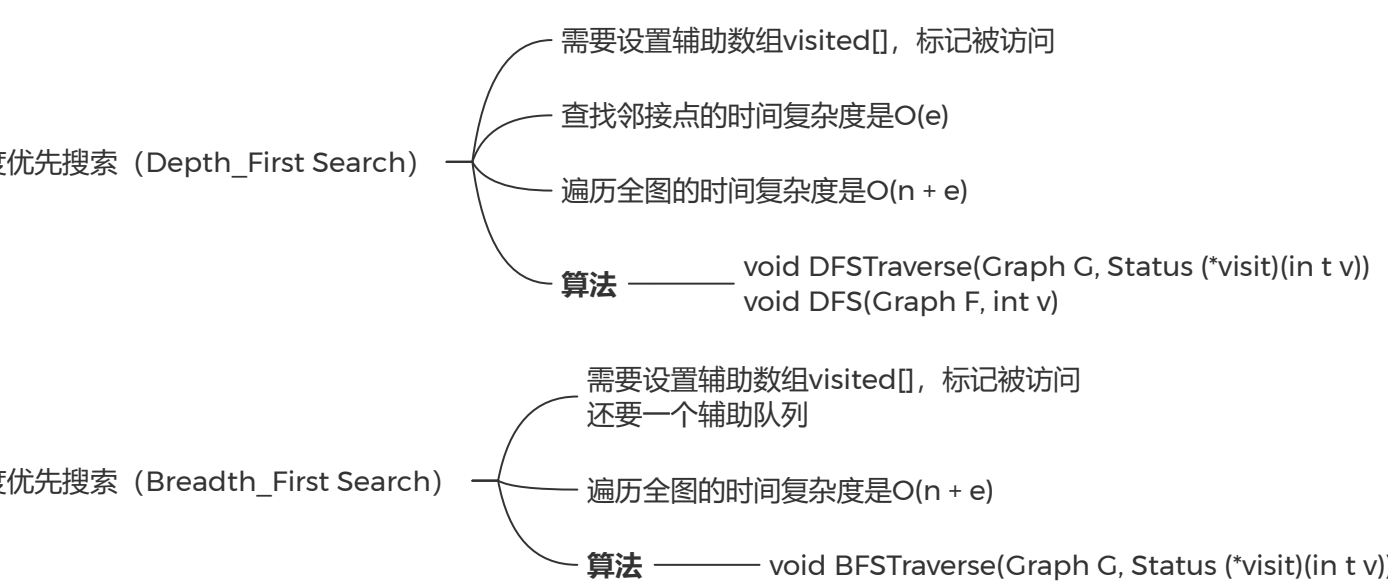 需要设置辅助数组visited[]，标记被访问
查找邻接点的时间复杂度是O(e)
度优先搜索（Depth_First Search）
遍历全图的时间复杂度是O(n + e)
算法
void DFSTraverse(Graph G, Status (*visit)(in t v))
void DFS(Graph F, int v)
需要设置辅助数组visited[]，标记被访问
还要一个辅助队列
度优先搜索（Breadth_First Search）
遍历全图的时间复杂度是O(n + e)
算法
void BFSTraverse(Graph G, Status (*visit)(in t v))